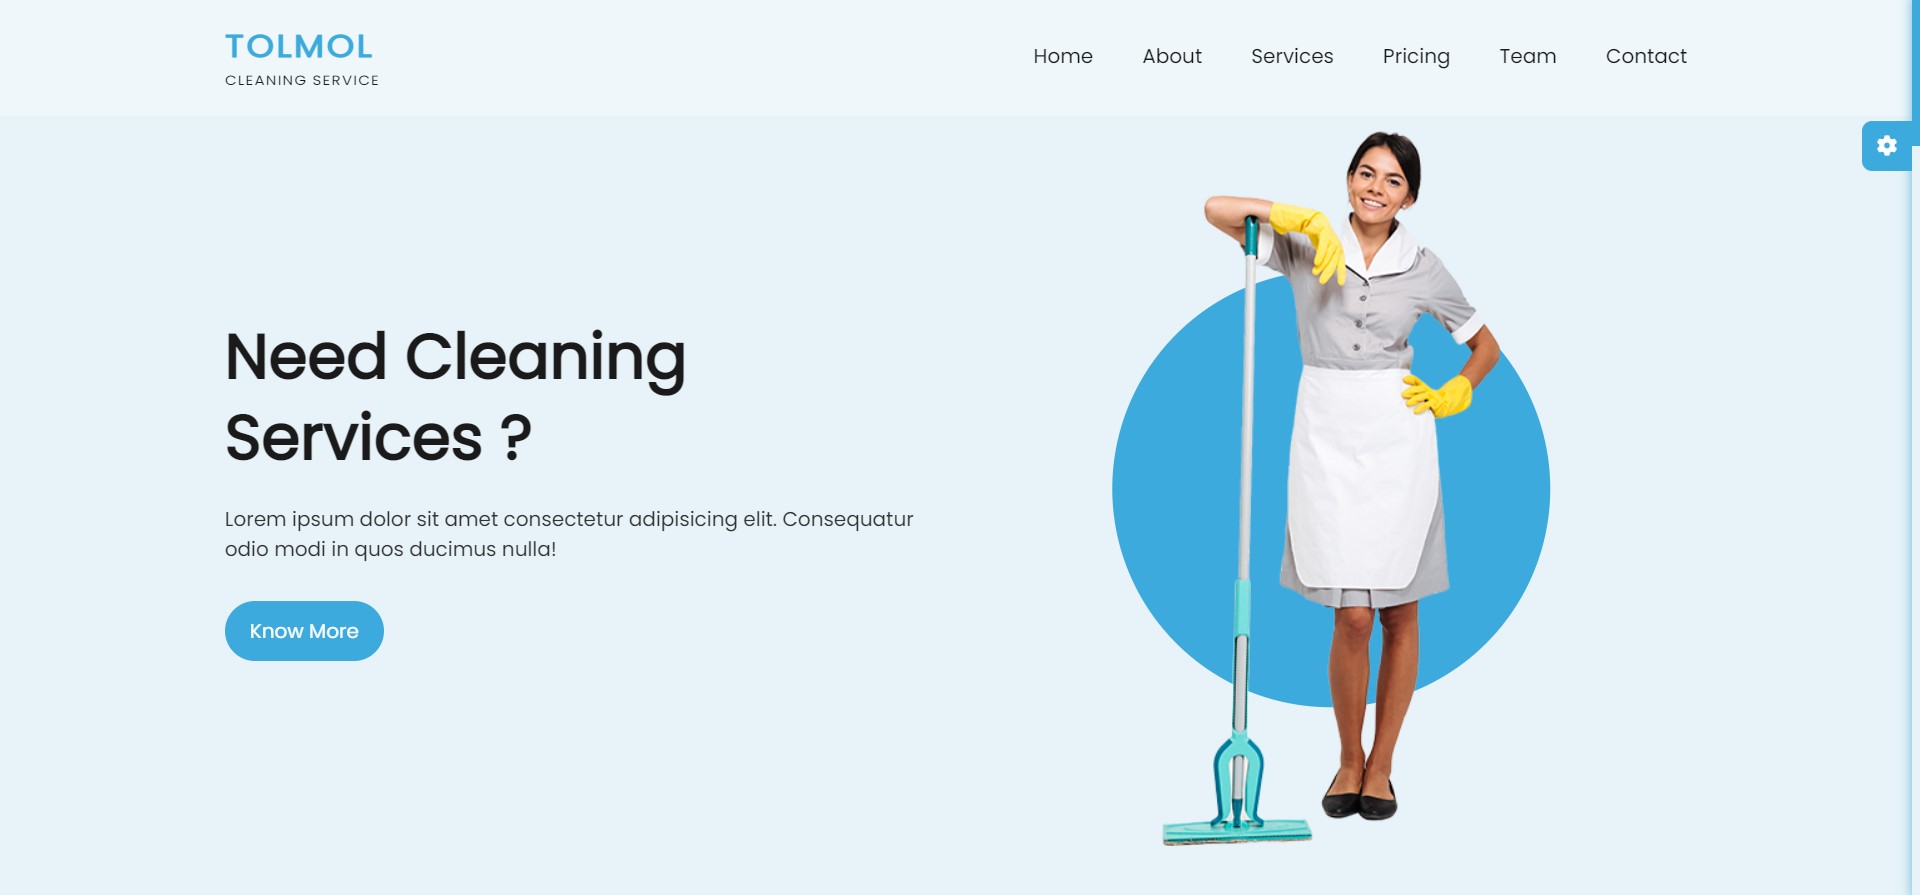 TOLMOL
CLEANING SERVICE
Home About Services Pricing Team Contact
Need Cleaning
Services ?
Lorem ipsum dolor sit amet consectetur adipisicing elit. Consequatur
odio modi in quos ducimus nulla!
Know More